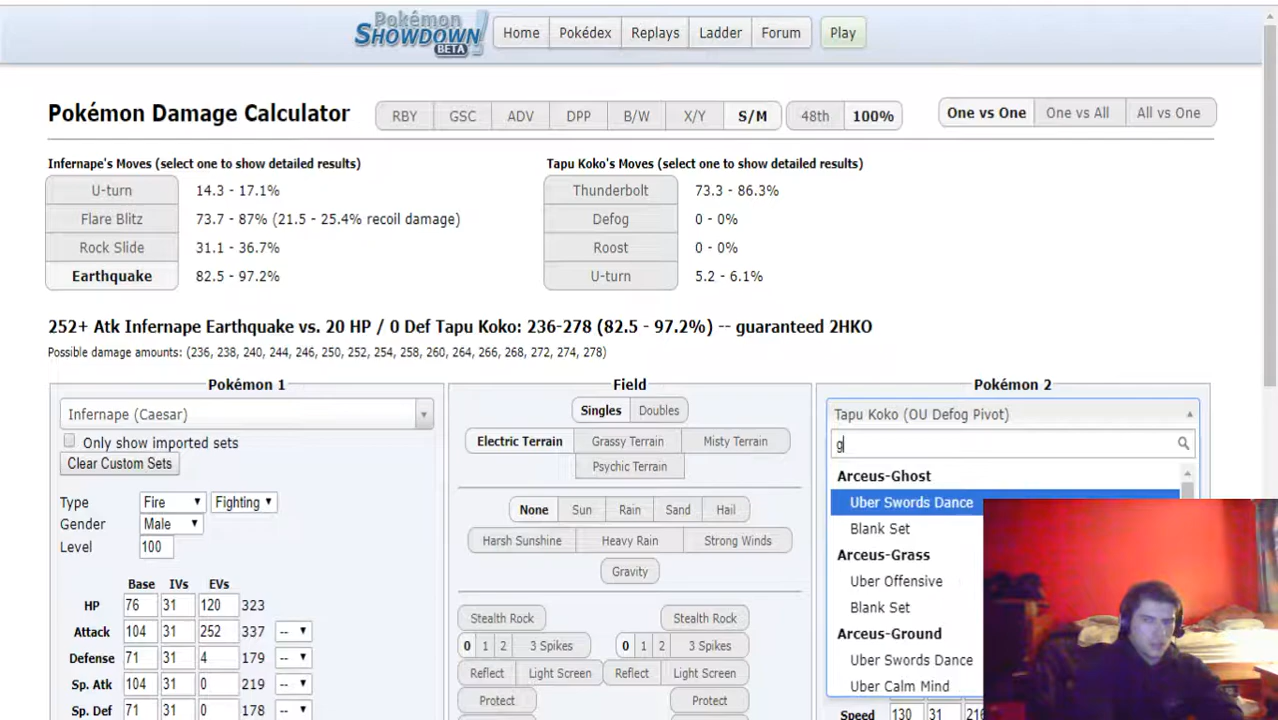 Pokémon
SHOWDOWN!
BETA
Home Pokédex Replays Ladder Forum Play
Pokémon Damage Calculator RBY GSC ADV DPP B/W X/Y S/M 48th 100% One vs One One vs All All vs One
Infernape's Moves (select one to show detailed results) Tapu Koko's Moves (select one to show detailed results)
U-turn 14.3 - 17.1% Thunderbolt 73.3 - 86.3%
Flare Blitz 73.7 - 87% (21.5 - 25.4% recoil damage) Defog 0 - 0%
Rock Slide 31.1 - 36.7% Roost 0 - 0%
Earthquake 82.5 - 97.2% U-turn 5.2 - 6.1%
252+ Atk Infernape Earthquake vs. 20 HP / 0 Def Tapu Koko: 236-278 (82.5 - 97.2%) -- guaranteed 2HKO
Possible damage amounts: (236, 238, 240, 244, 246, 250, 252, 254, 258, 260, 264, 266, 268, 272, 274, 278)
Pokémon 1 Field Pokémon 2
Infernape (Caesar) Singles Doubles Tapu Koko (OU Defog Pivot)
Only show imported sets Electric Terrain Grassy Terrain Misty Terrain g
Clear Custom Sets Psychic Terrain Arceus-Ghost
Type Fire Fighting None Sun Rain Sand Hail Uber Swords Dance
Gender Male Blank Set
Level 100 Harsh Sunshine Heavy Rain Strong Winds Arceus-Grass
Gravity Uber Offensive
Base IVs EVs Blank Set
HP 76 31 120 323 Stealth Rock Stealth Rock
Attack 104 31 252 337 -- 0 1 2 3 Spikes 0 1 2 3 Spikes Arceus-Ground
Defense 71 31 4 179 -- Reflect Light Screen Reflect Light Screen Uber Swords Dance
Sp. Atk 104 31 0 219 -- Protect Protect Uber Calm Mind
Sp. Def 71 31 0 178 -- Speed 130 31 216